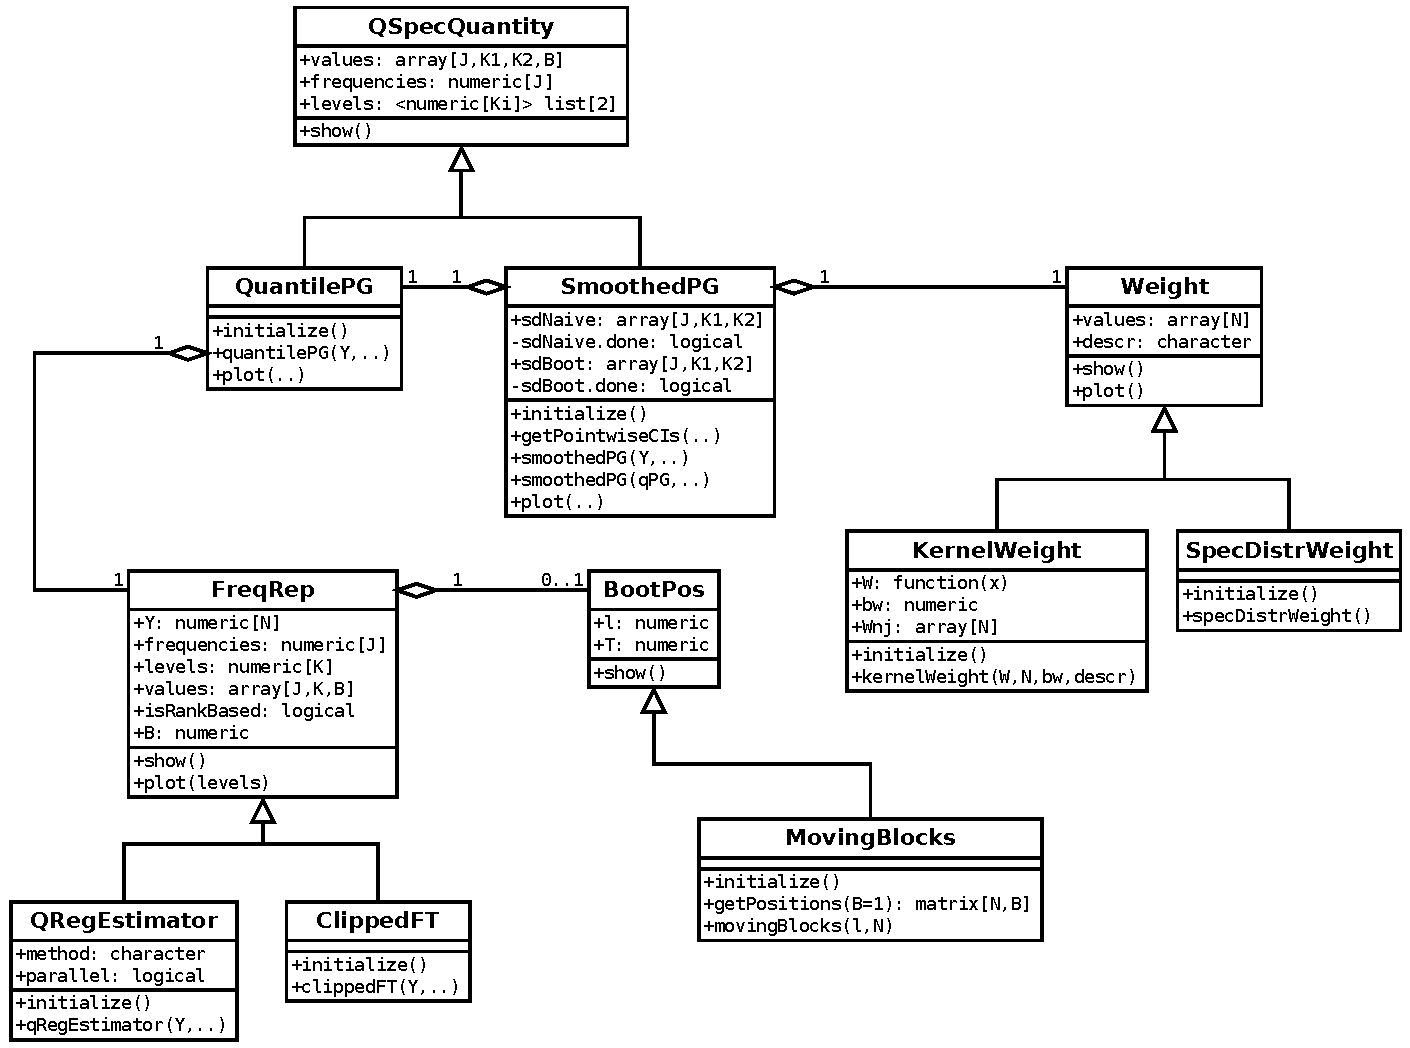 QSpecQuantity
+values: array[J,K1,K2,B]
+frequencies: numeric[J]
+levels: <numeric[Ki]> list[2]
+show()
QuantilePG
+initialize()
+quantilePG(Y,..)
+plot(..)
1
1
1
SmoothedPG
+sdNaive: array[J,K1,K2]
-sdNaive.done: logical
+sdBoot: array[J,K1,K2]
-sdBoot.done: logical
+initialize()
+getPointwiseCIs(..)
+smoothedPG(Y,..)
+smoothedPG(qPG,..)
+plot(..)
1
1
Weight
+values: array[N]
+descr: character
+show()
+plot()
KernelWeight
+W: function(x)
+bw: numeric
+Wnj: array[N]
+initialize()
+kernelWeight(W,N,bw,descr)
SpecDistrWeight
+initialize()
+specDistrWeight()
1
FreqRep
+Y: numeric[N]
+frequencies: numeric[J]
+levels: numeric[K]
+values: array[J,K,B]
+isRankBased: logical
+B: numeric
+show()
+plot(levels)
1
0..1
BootPos
+l: numeric
+T: numeric
+show()
MovingBlocks
+initialize()
+getPositions(B=1): matrix[N,B]
+movingBlocks(l,N)
QRegEstimator
+method: character
+parallel: logical
+initialize()
+qRegEstimator(Y,..)
ClippedFT
+initialize()
+clippedFT(Y,..)